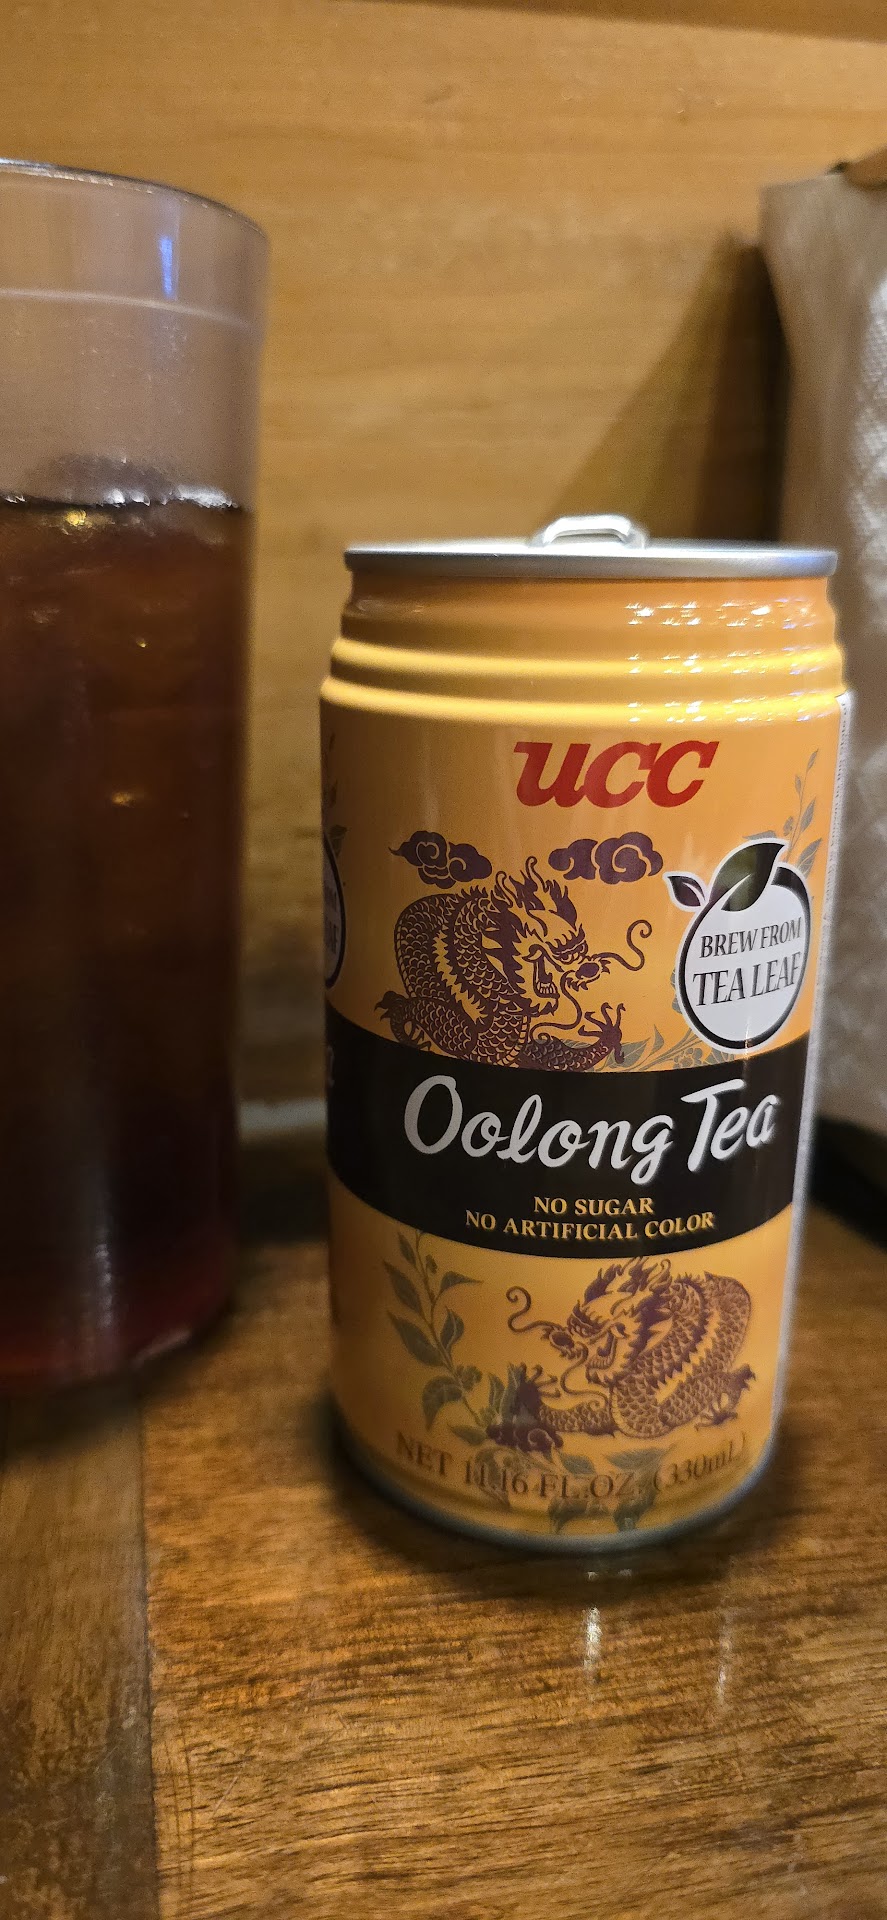 UCC
BREW FROM
TEA LEAF
Oolong Tea
NO SUGAR
NO ARTIFICIAL COLOR
NET 11.16 FL.OZ. (330mL)